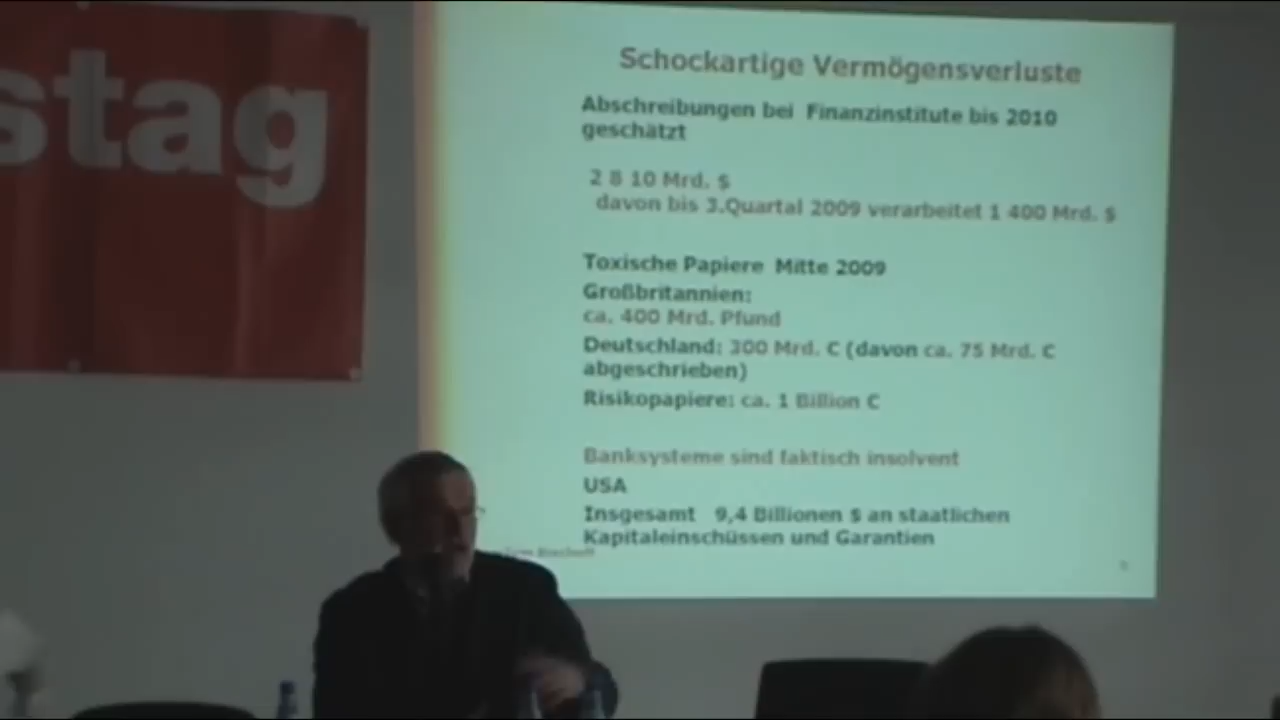 stag
Schockartige Vermögensverluste
Abschreibungen bei Finanzinstitute bis 2010
geschätzt
2 8 10 Mrd. $
davon bis 3.Quartal 2009 verarbeitet 1 400 Mrd. $
Toxische Papiere Mitte 2009
Großbritannien:
ca. 400 Mrd. Pfund
Deutschland: 300 Mrd. C (davon ca. 75 Mrd. C
abgeschrieben)
Risikopapiere: ca. 1 Billion C
Banksysteme sind faktisch insolvent
USA
Insgesamt 9,4 Billionen $ an staatlichen
Kapitaleinschüssen und Garantien